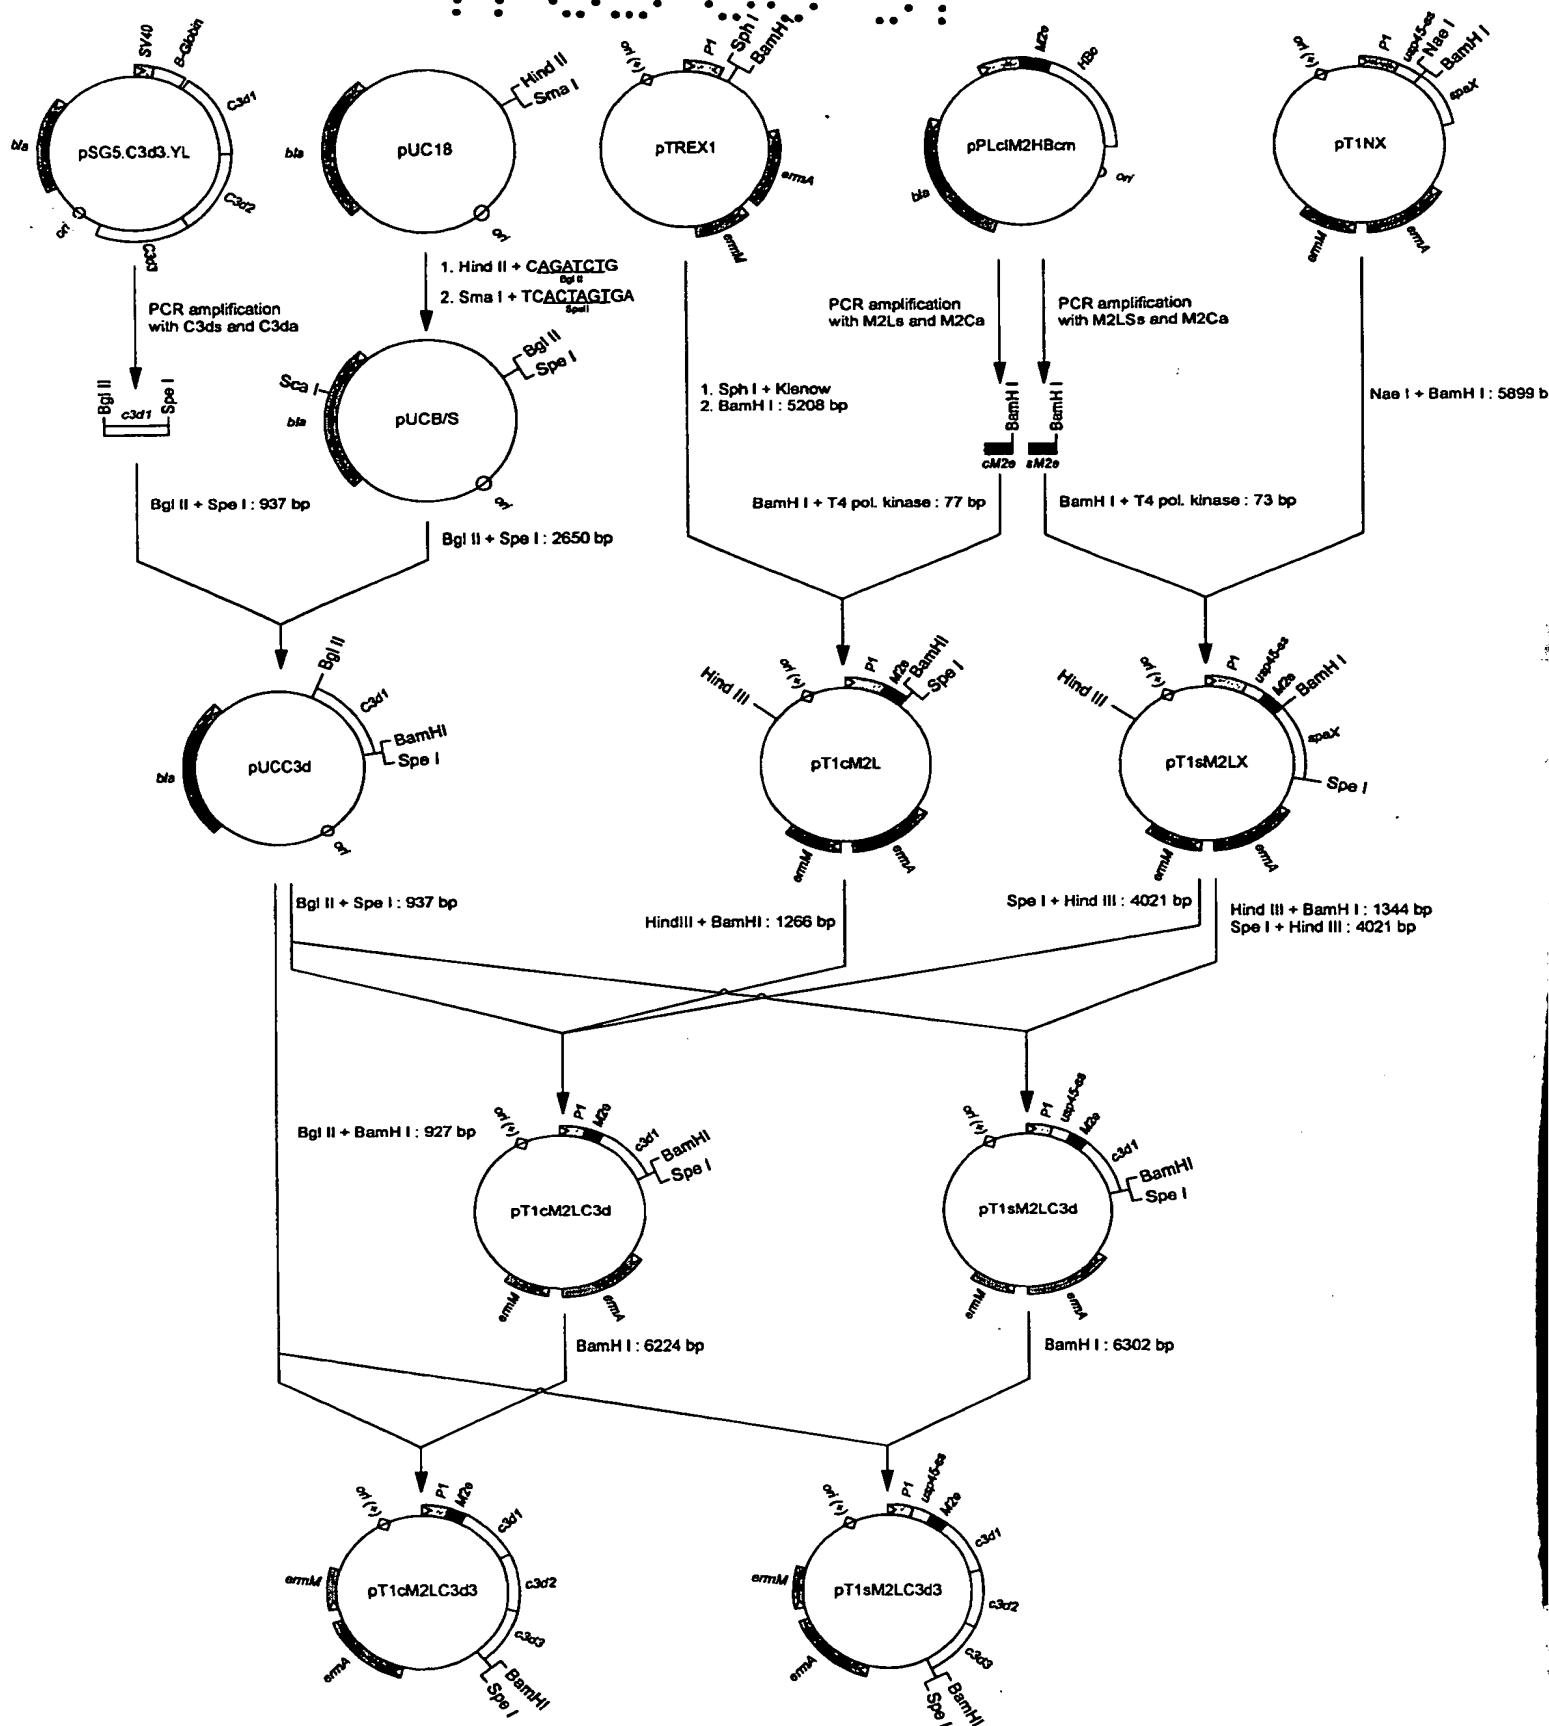 SV40
B-Globin
C3d1
C3d2
C3d3
ori
bla
pSG5.C3d3.YL
Hind II
Sma I
bla
pUC18
ori
ori (+)
P1
Sph I
BamH I
pTREX1
ermA
ermM
M2e
HBc
pPLcIM2HBcm
bla
ori
ori (+)
P1
usp45-ss
Nae I
BamH I
spaX
pT1NX
ermM
ermA
PCR amplification
with C3ds and C3da
1. Hind II + CAGATCTG
Bgl II
2. Sma I + TCACTAGTGA
SpeI
PCR amplification
with M2Ls and M2Ca
PCR amplification
with M2LSs and M2Ca
Bgl II
Spe I
c3d1
Sca I
bla
Bgl II
Spe I
pUCB/S
ori
1. Sph I + Klenow
2. BamH I : 5208 bp
BamH I
cM2e
BamH I
sM2e
Nae I + BamH I : 5899 b
Bgl II + Spe I : 937 bp
Bgl II + Spe I : 2650 bp
BamH I + T4 pol. kinase : 77 bp
BamH I + T4 pol. kinase : 73 bp
Bgl II
C3d1
BamHI
Spe I
bla
pUCC3d
ori
Hind III
ori (+)
P1
M2e
BamHI
Spe I
pT1cM2L
ermM
ermA
Hind III
ori (+)
P1
usp45-ss
M2e
BamH I
spaX
Spe I
pT1sM2LX
ermM
ermA
Bgl II + Spe I : 937 bp
HindIII + BamHI : 1266 bp
Spe I + Hind III : 4021 bp
Hind III + BamH I : 1344 bp
Spe I + Hind III : 4021 bp
Bgl II + BamH I : 927 bp
ori (+)
P1
M2e
c3d1
BamHI
Spe I
pT1cM2LC3d
ermM
ermA
ori (+)
P1
usp45-ss
M2e
c3d1
BamHI
Spe I
pT1sM2LC3d
ermM
ermA
BamH I : 6224 bp
BamH I : 6302 bp
ori (+)
P1
M2e
c3d1
c3d2
c3d3
BamHI
Spe I
ermM
ermA
pT1cM2LC3d3
ori (+)
P1
usp45-ss
M2e
c3d1
c3d2
c3d3
BamHI
Spe I
ermM
ermA
pT1sM2LC3d3